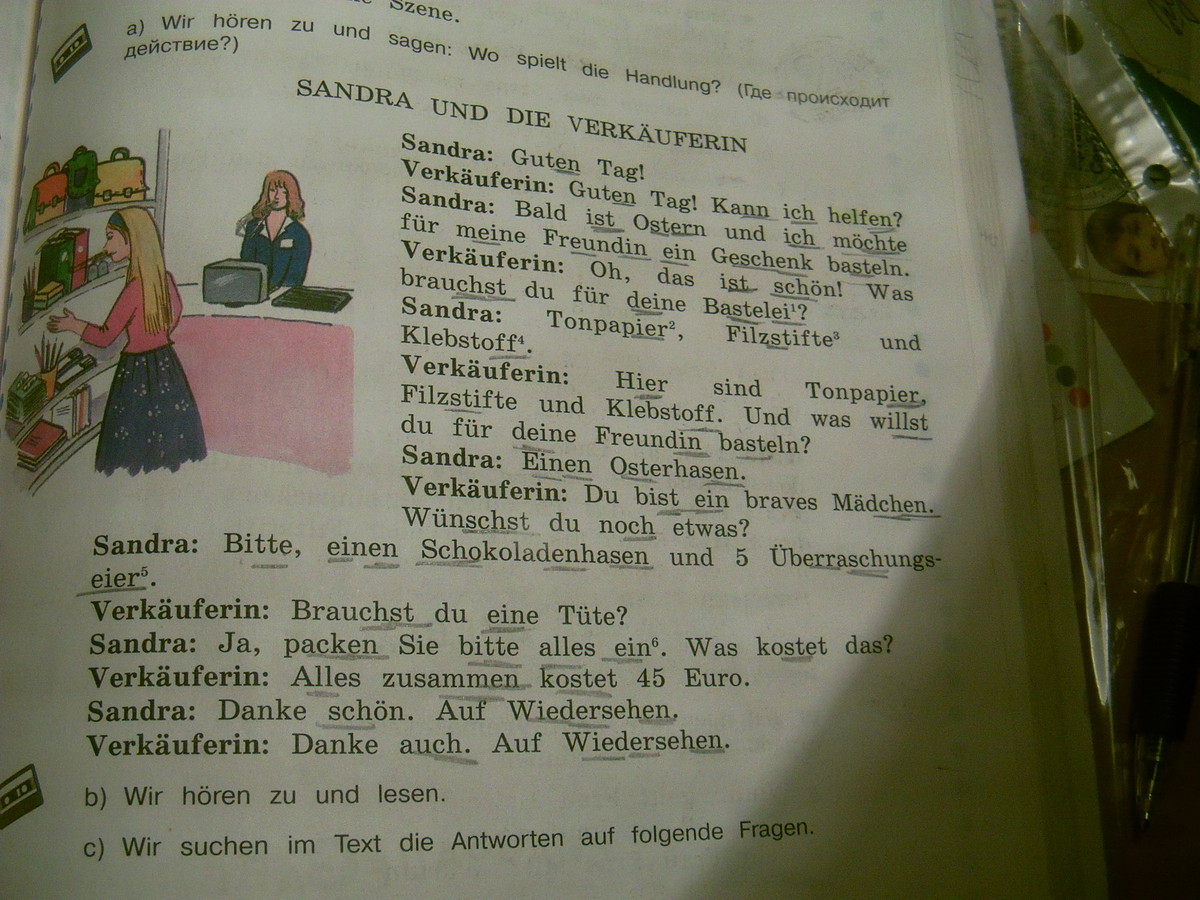 Szene.
a) Wir hören zu und sagen: Wo spielt die Handlung? (Где происходит
действие?)
SANDRA UND DIE VERKÄUFERIN
Sandra: Guten Tag!
Verkäuferin: Guten Tag! Kann ich helfen?
Sandra: Bald ist Ostern und ich möchte
für meine Freundin ein Geschenk basteln.
Verkäuferin: Oh, das ist schön! Was
brauchst du für deine Bastelei¹?
Sandra: Tonpapier², Filzstifte³ und
Klebstoff⁴.
Verkäuferin: Hier sind Tonpapier,
Filzstifte und Klebstoff. Und was willst
du für deine Freundin basteln?
Sandra: Einen Osterhasen.
Verkäuferin: Du bist ein braves Mädchen.
Wünschst du noch etwas?
Sandra: Bitte, einen Schokoladenhasen und 5 Überraschungs-
eier⁵.
Verkäuferin: Brauchst du eine Tüte?
Sandra: Ja, packen Sie bitte alles ein⁶. Was kostet das?
Verkäuferin: Alles zusammen kostet 45 Euro.
Sandra: Danke schön. Auf Wiedersehen.
Verkäuferin: Danke auch. Auf Wiedersehen.
b) Wir hören zu und lesen.
c) Wir suchen im Text die Antworten auf folgende Fragen.